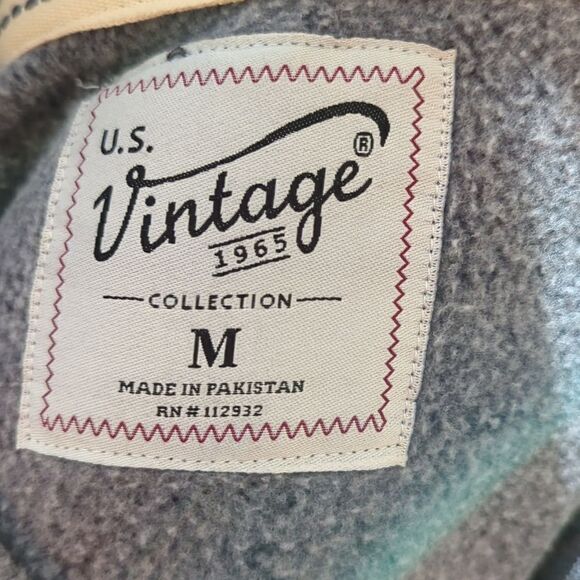 U.S.
Vintage®
1965
COLLECTION
M
MADE IN PAKISTAN
RN# 112932